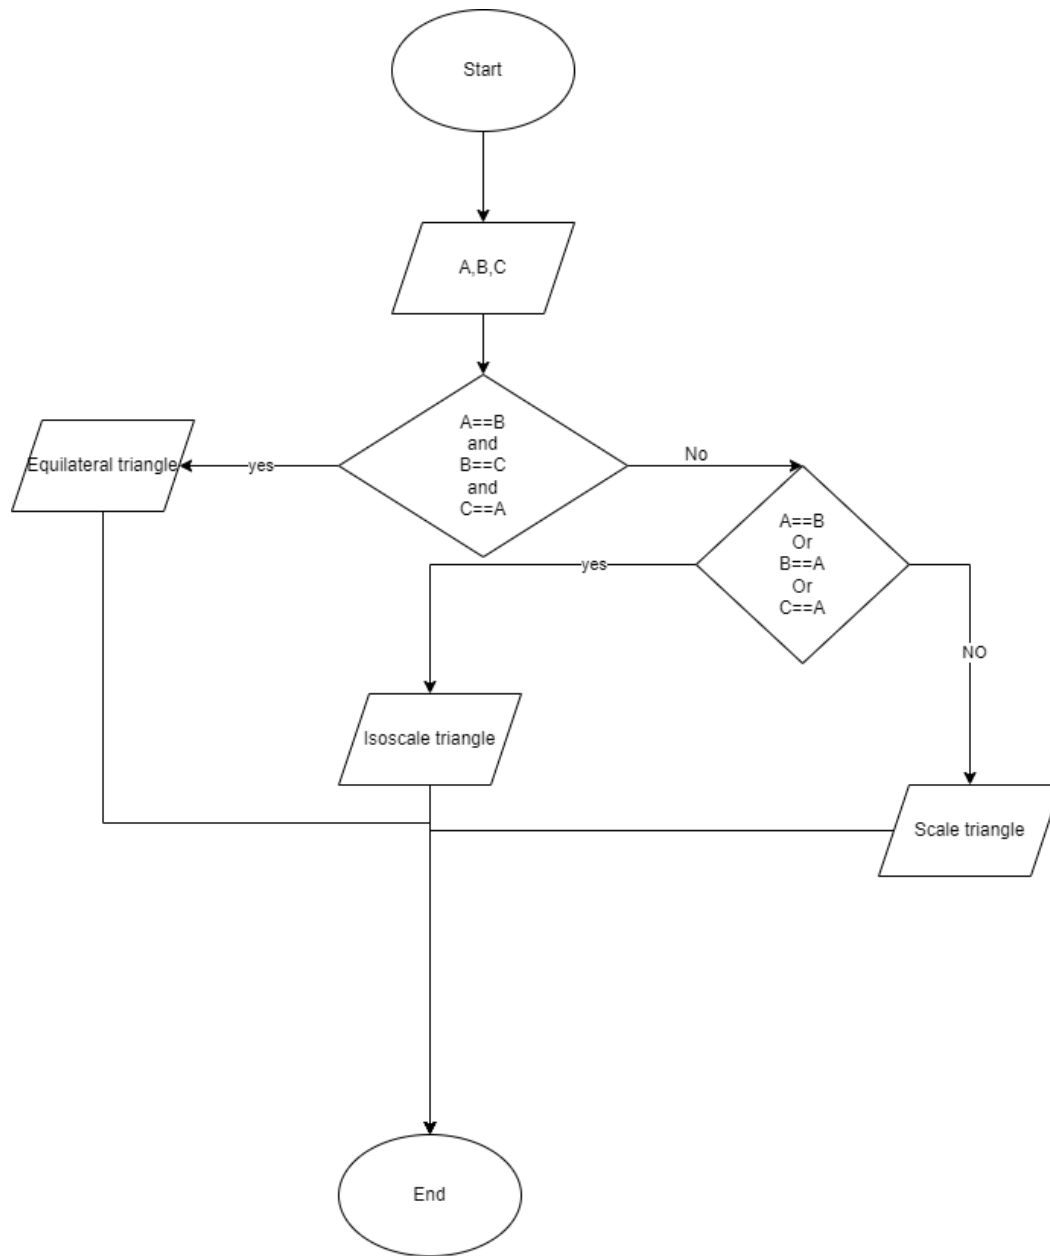 Start
A,B,C
A==B
and
B==C
and
C==A
yes
Equilateral triangle
No
A==B
Or
B==A
Or
C==A
yes
NO
Isoscale triangle
Scale triangle
End